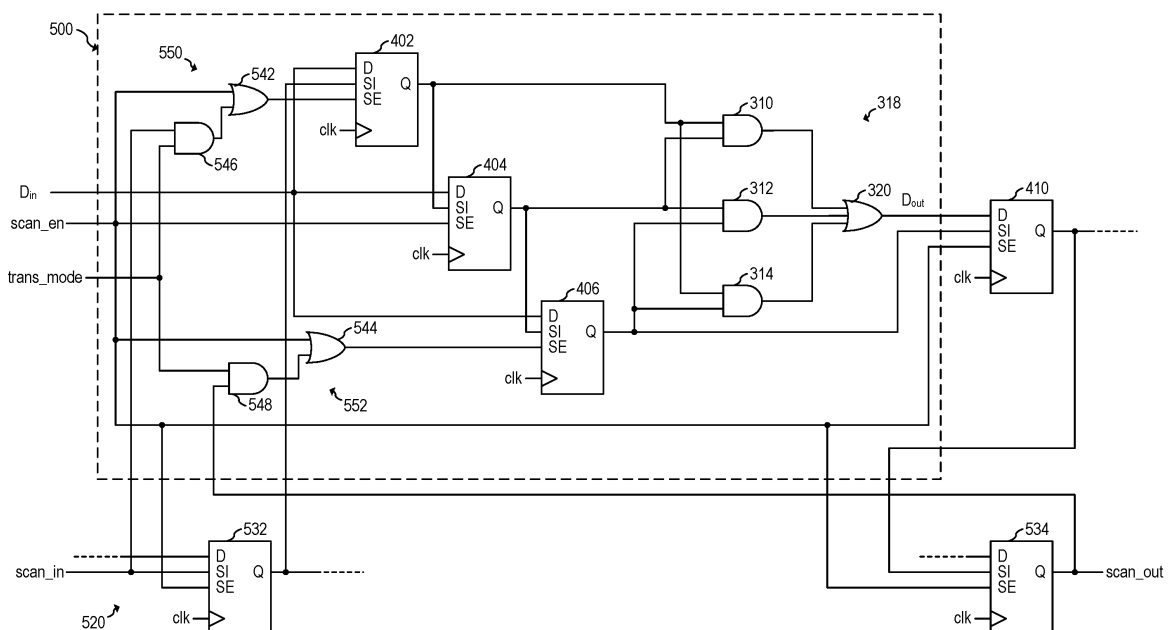 500
550
542
402
D
SI
SE
Q
clk
546
310
318
404
D
SI
SE
Q
clk
D_in
scan_en
trans_mode
312
320
D_out
410
D
SI
SE
Q
clk
314
406
D
SI
SE
Q
clk
544
548
552
532
D
SI
SE
Q
clk
scan_in
520
534
D
SI
SE
Q
clk
scan_out